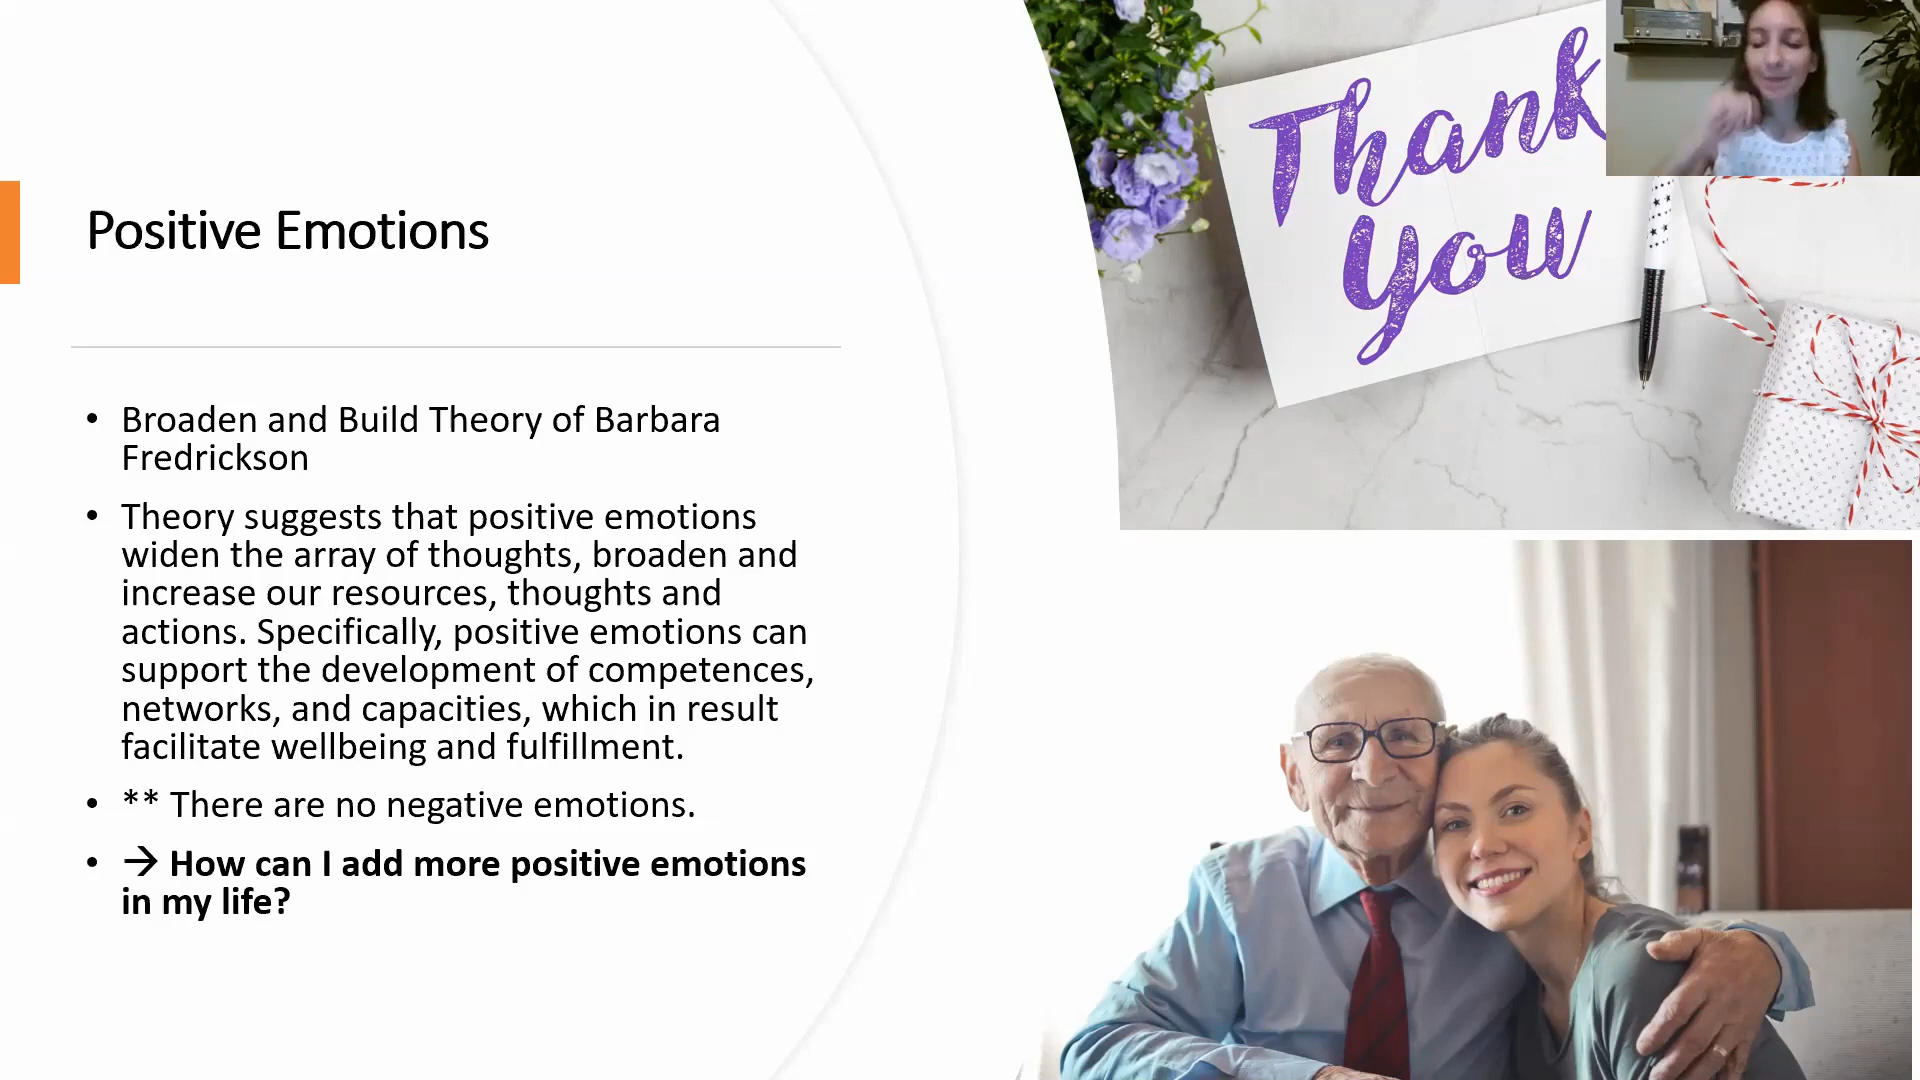 Positive Emotions
• Broaden and Build Theory of Barbara
Fredrickson
• Theory suggests that positive emotions
widen the array of thoughts, broaden and
increase our resources, thoughts and
actions. Specifically, positive emotions can
support the development of competences,
networks, and capacities, which in result
facilitate wellbeing and fulfillment.
• ** There are no negative emotions.
• → How can I add more positive emotions
in my life?
Thank
you